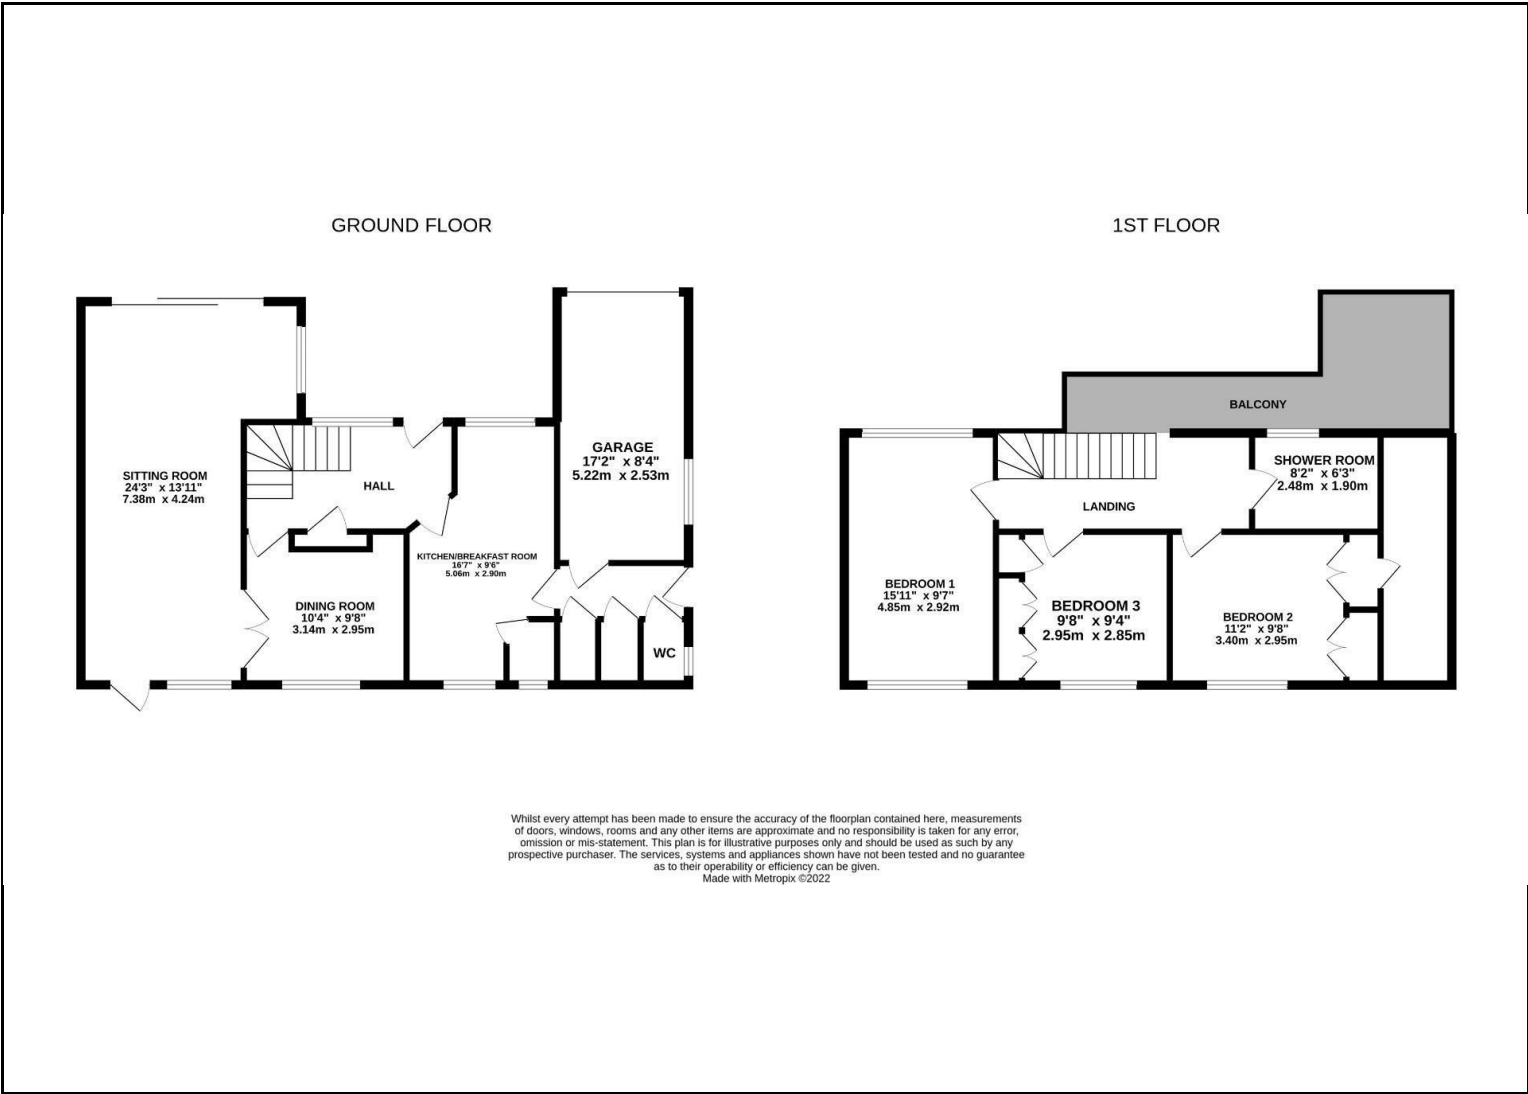 GROUND FLOOR
1ST FLOOR
SITTING ROOM
24'3" x 13'11"
7.38m x 4.24m
HALL
GARAGE
17'2" x 8'4"
5.22m x 2.53m
KITCHEN/BREAKFAST ROOM
16'7" x 9'6"
5.06m x 2.90m
DINING ROOM
10'4" x 9'8"
3.14m x 2.95m
WC
BALCONY
SHOWER ROOM
8'2" x 6'3"
2.48m x 1.90m
LANDING
BEDROOM 1
15'11" x 9'7"
4.85m x 2.92m
BEDROOM 3
9'8" x 9'4"
2.95m x 2.85m
BEDROOM 2
11'2" x 9'8"
3.40m x 2.95m
Whilst every attempt has been made to ensure the accuracy of the floorplan contained here, measurements
of doors, windows, rooms and any other items are approximate and no responsibility is taken for any error,
omission or mis-statement. This plan is for illustrative purposes only and should be used as such by any
prospective purchaser. The services, systems and appliances shown have not been tested and no guarantee
as to their operability or efficiency can be given.
Made with Metropix ©2022